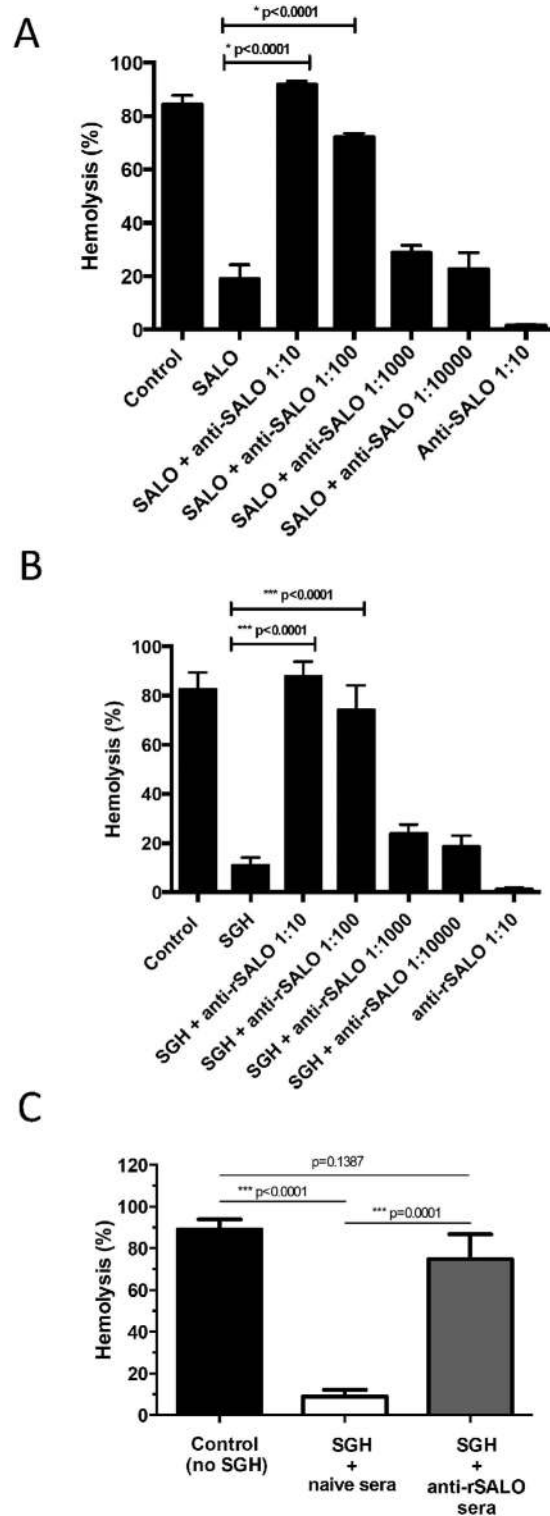 A
* p<0.0001
* p<0.0001
100
80
60
40
20
0
Hemolysis (%)
Control
SALO
SALO + anti-SALO 1:10
SALO + anti-SALO 1:100
SALO + anti-SALO 1:1000
SALO + anti-SALO 1:10000
Anti-SALO 1:10
B
*** p<0.0001
*** p<0.0001
100
80
60
40
20
0
Hemolysis (%)
Control
SGH
SGH + anti-rSALO 1:10
SGH + anti-rSALO 1:100
SGH + anti-rSALO 1:1000
SGH + anti-rSALO 1:10000
anti-rSALO 1:10
C
p=0.1387
*** p<0.0001
*** p=0.0001
120
100
80
60
40
20
0
Hemolysis (%)
Control
(no SGH)
SGH
+
naive sera
SGH
+
anti-rSALO
sera